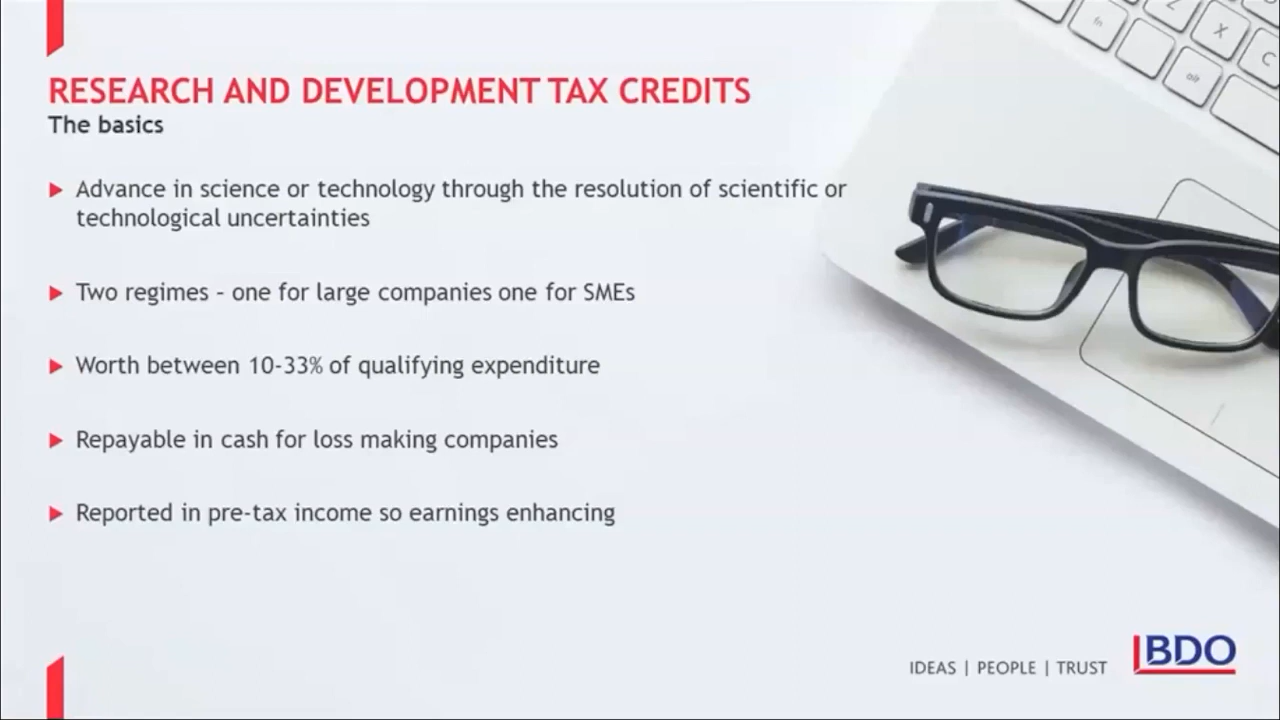 RESEARCH AND DEVELOPMENT TAX CREDITS
The basics
Advance in science or technology through the resolution of scientific or
technological uncertainties
Two regimes – one for large companies one for SMEs
Worth between 10-33% of qualifying expenditure
Repayable in cash for loss making companies
Reported in pre-tax income so earnings enhancing
IDEAS | PEOPLE | TRUST
BDO
fn
Z
X
C
alt